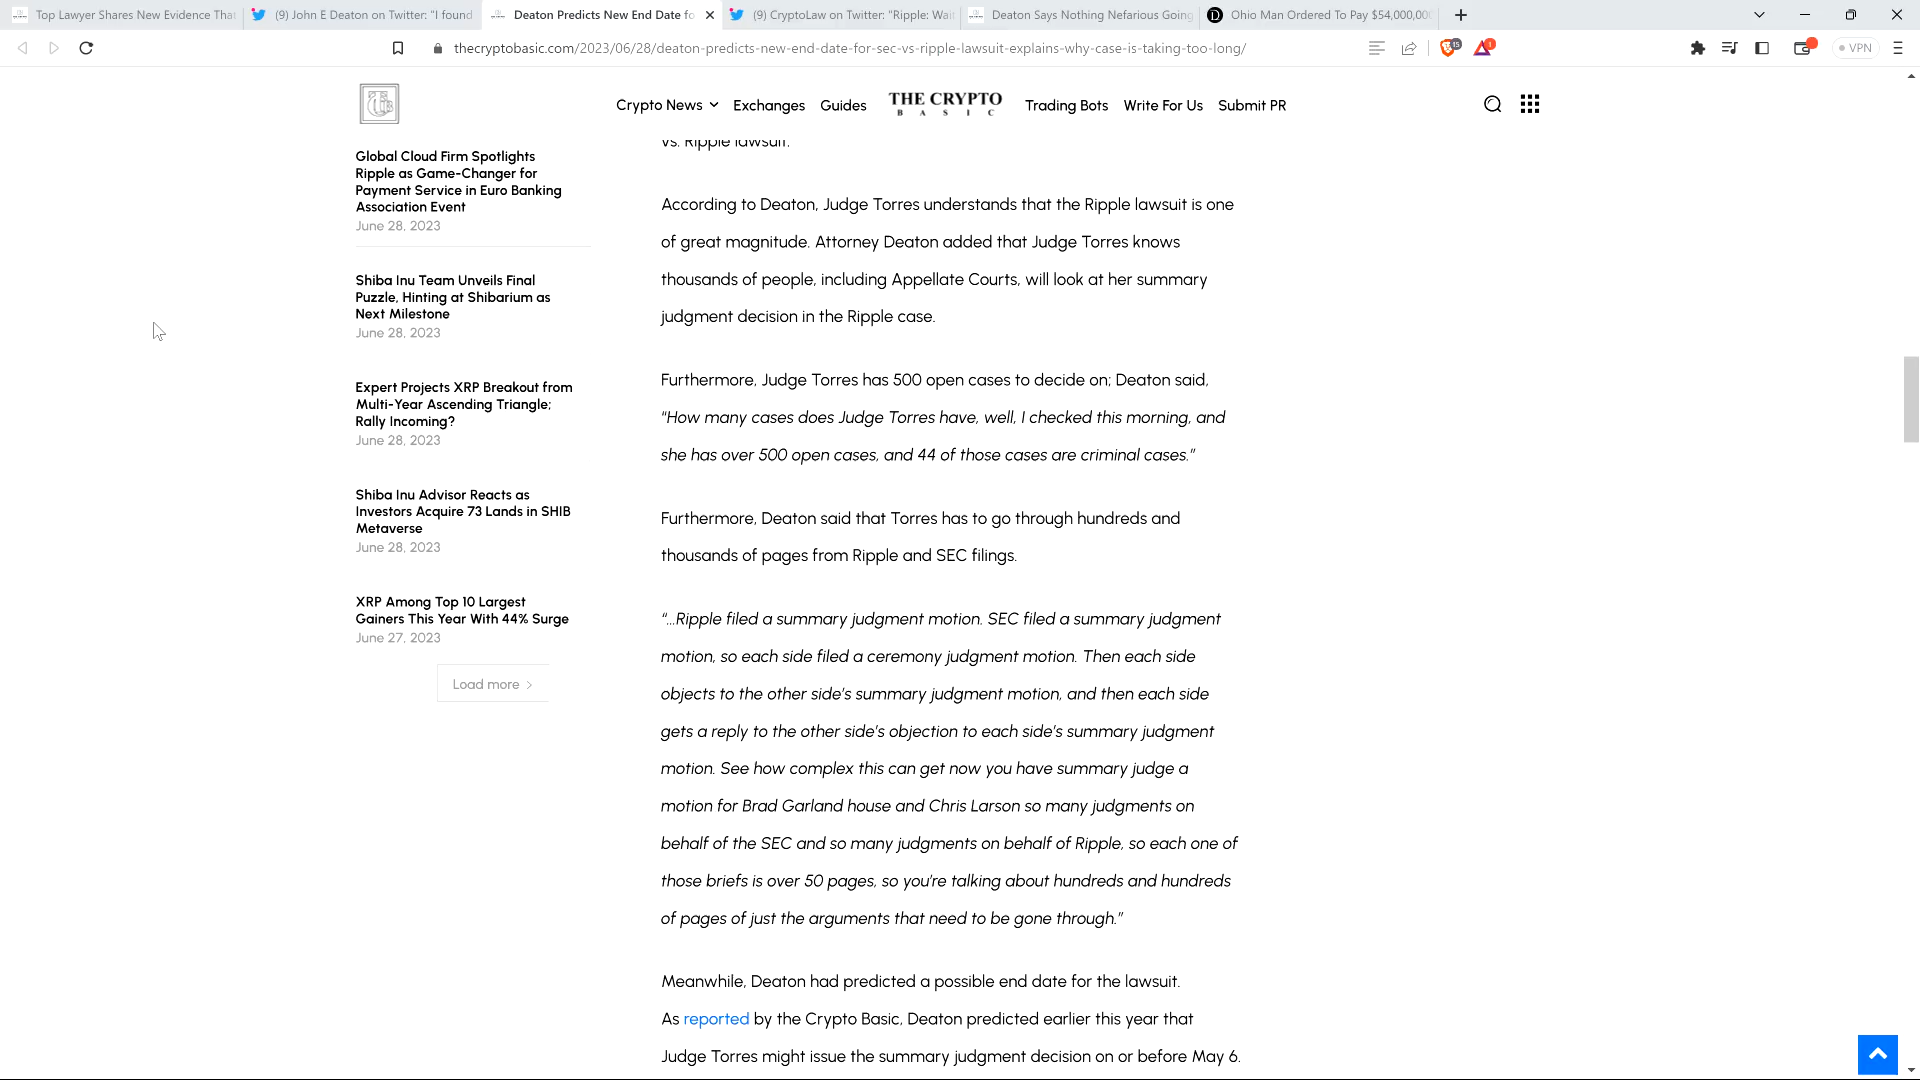 Top Lawyer Shares New Evidence That
(9) John E Deaton on Twitter: "I found
Deaton Predicts New End Date fo
(9) CryptoLaw on Twitter: "Ripple: Wai
Deaton Says Nothing Nefarious Going
Ohio Man Ordered To Pay $54,000,000
thecryptobasic.com/2023/06/28/deaton-predicts-new-end-date-for-sec-vs-ripple-lawsuit-explains-why-case-is-taking-too-long/
VPN
Crypto News
Exchanges
Guides
THE CRYPTO
BASIC
Trading Bots
Write For Us
Submit PR
Global Cloud Firm Spotlights
Ripple as Game-Changer for
Payment Service in Euro Banking
Association Event
June 28, 2023
Shiba Inu Team Unveils Final
Puzzle, Hinting at Shibarium as
Next Milestone
June 28, 2023
Expert Projects XRP Breakout from
Multi-Year Ascending Triangle;
Rally Incoming?
June 28, 2023
Shiba Inu Advisor Reacts as
Investors Acquire 73 Lands in SHIB
Metaverse
June 28, 2023
XRP Among Top 10 Largest
Gainers This Year With 44% Surge
June 27, 2023
Load more
vs. Ripple lawsuit.
According to Deaton, Judge Torres understands that the Ripple lawsuit is one
of great magnitude. Attorney Deaton added that Judge Torres knows
thousands of people, including Appellate Courts, will look at her summary
judgment decision in the Ripple case.
Furthermore, Judge Torres has 500 open cases to decide on; Deaton said,
“How many cases does Judge Torres have, well, I checked this morning, and
she has over 500 open cases, and 44 of those cases are criminal cases.”
Furthermore, Deaton said that Torres has to go through hundreds and
thousands of pages from Ripple and SEC filings.
“…Ripple filed a summary judgment motion. SEC filed a summary judgment
motion, so each side filed a ceremony judgment motion. Then each side
objects to the other side’s summary judgment motion, and then each side
gets a reply to the other side’s objection to each side’s summary judgment
motion. See how complex this can get now you have summary judge a
motion for Brad Garland house and Chris Larson so many judgments on
behalf of the SEC and so many judgments on behalf of Ripple, so each one of
those briefs is over 50 pages, so you’re talking about hundreds and hundreds
of pages of just the arguments that need to be gone through.”
Meanwhile, Deaton had predicted a possible end date for the lawsuit.
As reported by the Crypto Basic, Deaton predicted earlier this year that
Judge Torres might issue the summary judgment decision on or before May 6.